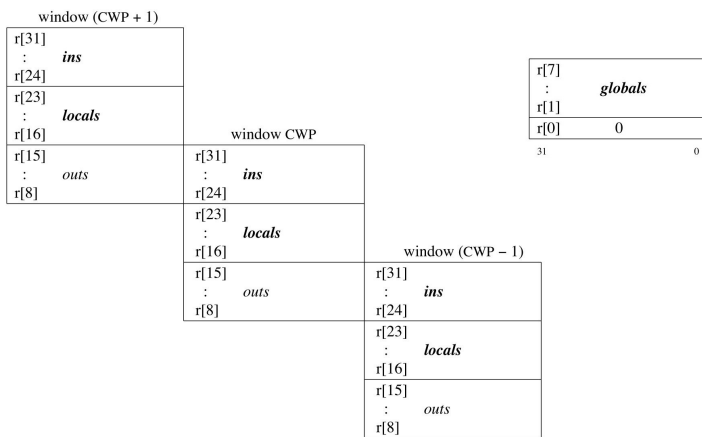 window (CWP + 1)
r[31]
: ins
r[24]
r[23]
: locals
r[16]
r[15]
: outs
r[8]
window CWP
r[31]
: ins
r[24]
r[23]
: locals
r[16]
r[15]
: outs
r[8]
window (CWP − 1)
r[31]
: ins
r[24]
r[23]
: locals
r[16]
r[15]
: outs
r[8]
r[7]
: globals
r[1]
r[0] 0
31 0